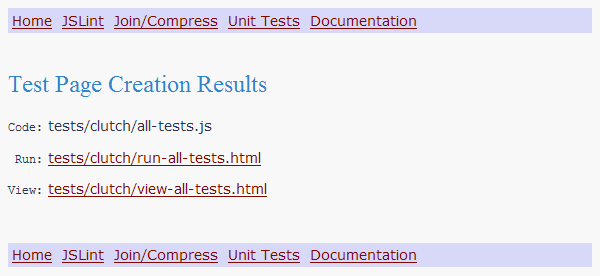 Home JSLint Join/Compress Unit Tests Documentation
Test Page Creation Results
Code: tests/clutch/all-tests.js
Run: tests/clutch/run-all-tests.html
View: tests/clutch/view-all-tests.html
Home JSLint Join/Compress Unit Tests Documentation